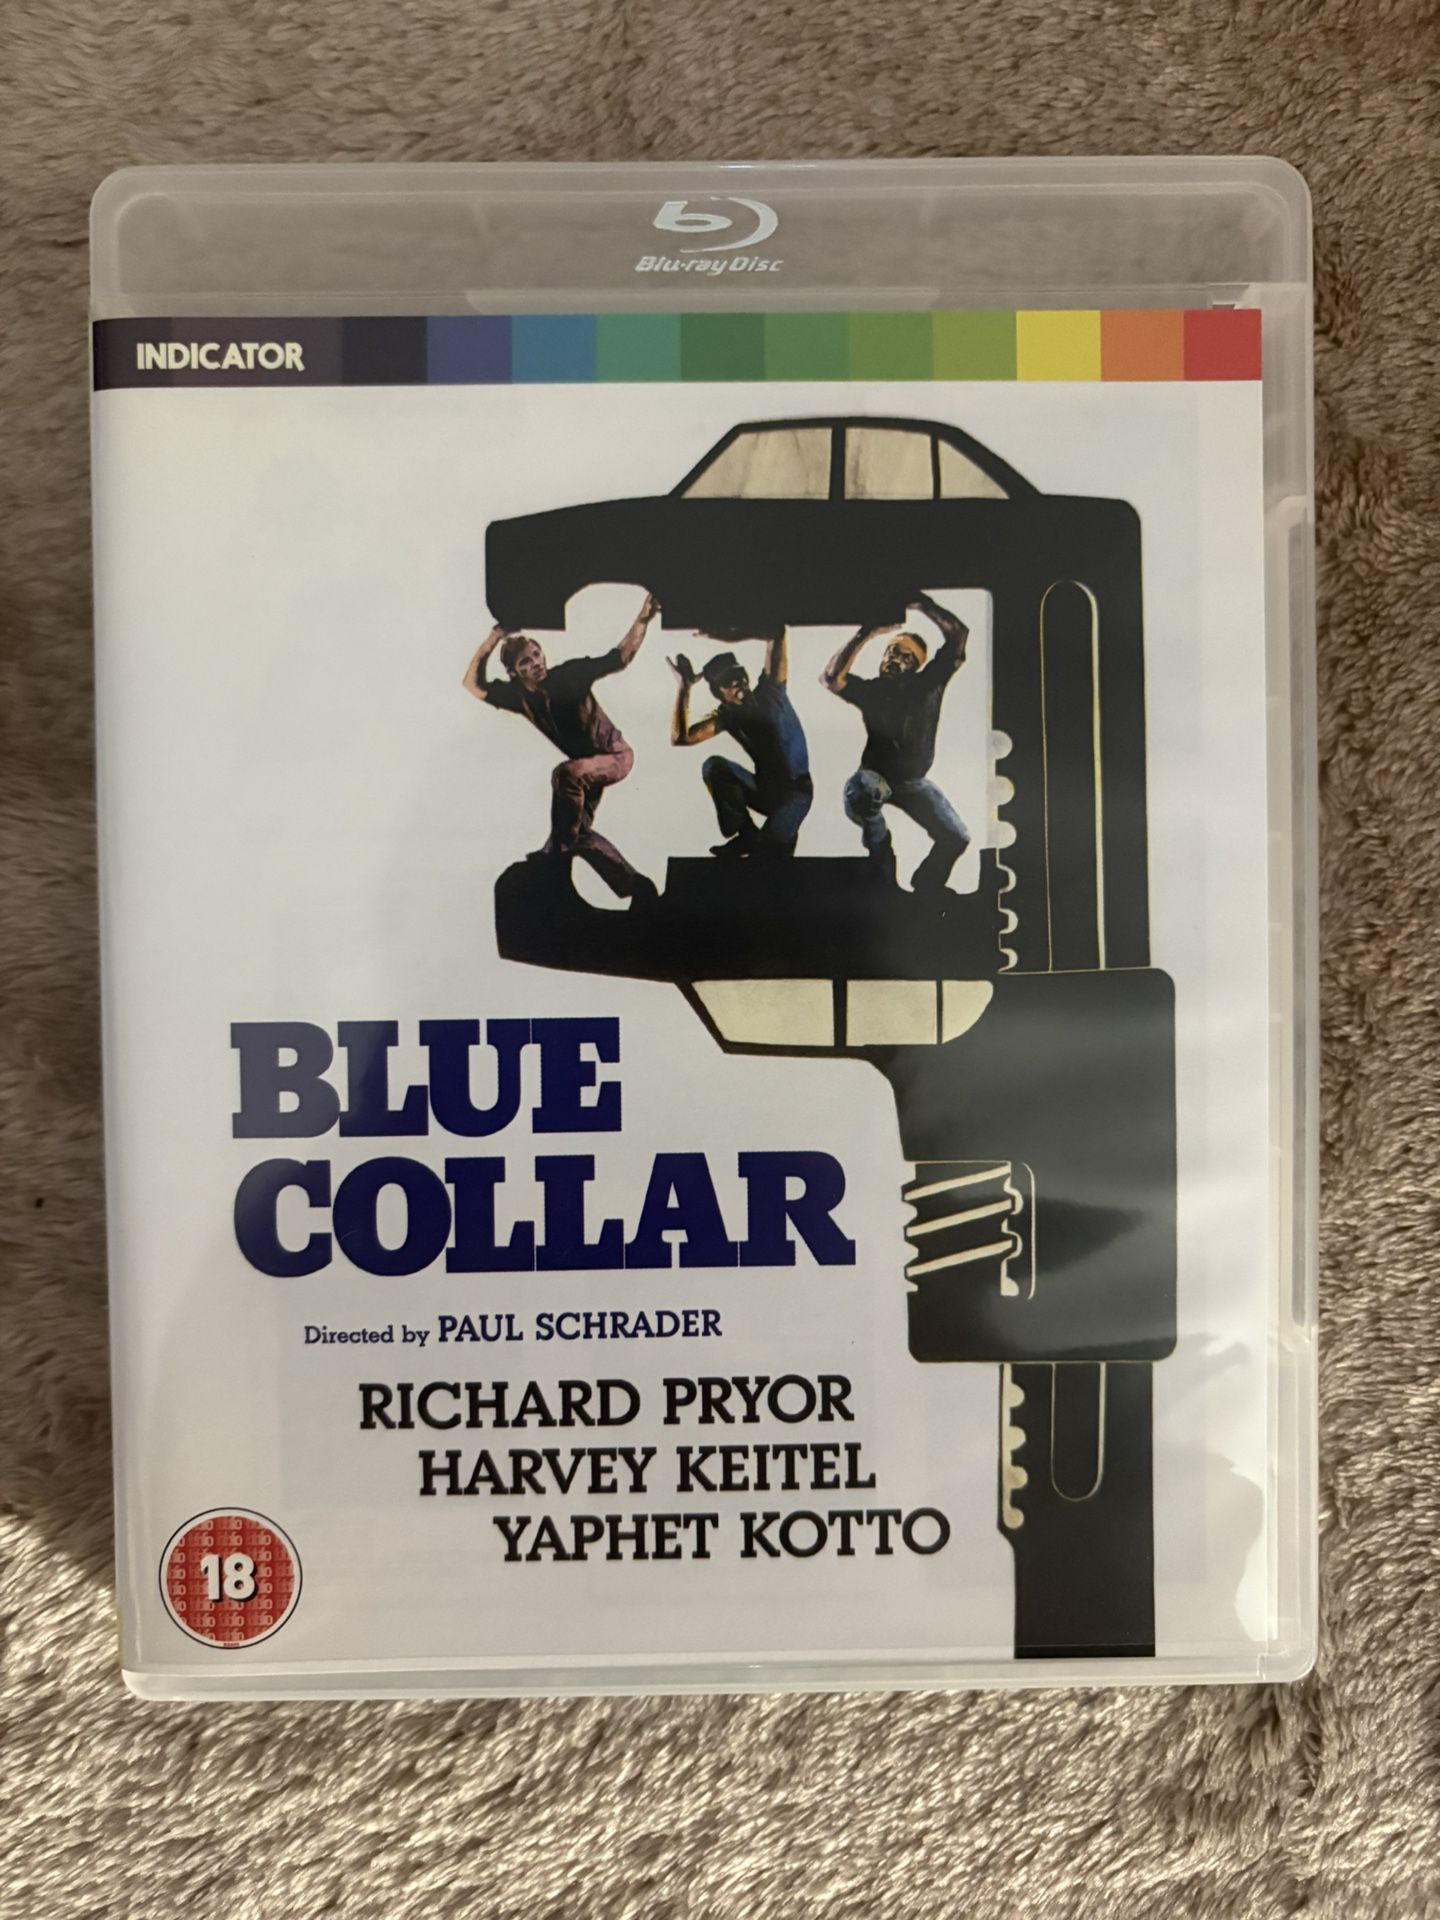 Blu-ray Disc
INDICATOR
BLUE
COLLAR
Directed by PAUL SCHRADER
RICHARD PRYOR
HARVEY KEITEL
YAPHET KOTTO
18